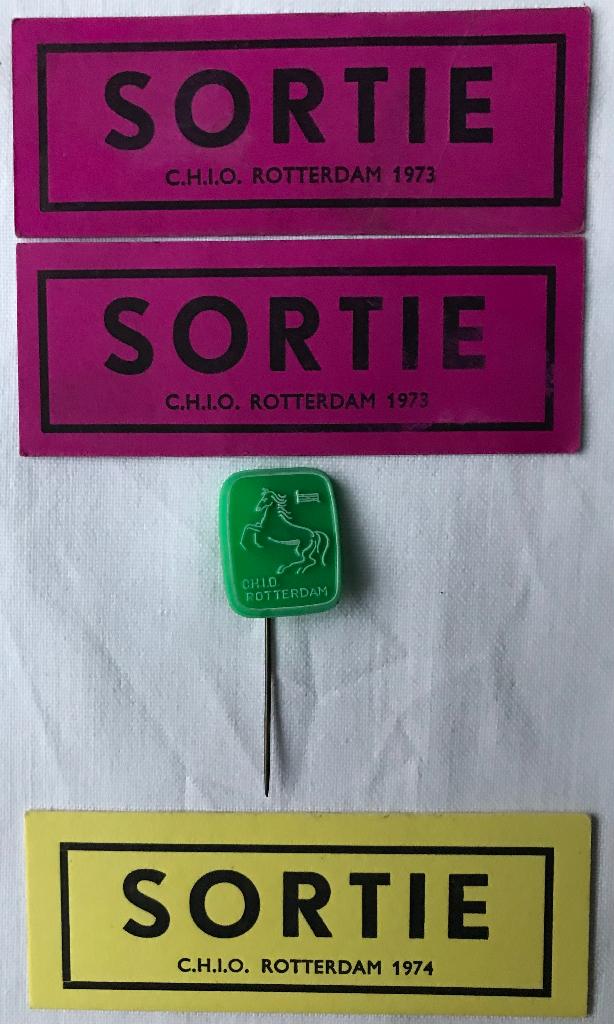 SORTIE
C.H.I.O. ROTTERDAM 1973
SORTIE
C.H.I.O. ROTTERDAM 1973
C.H.I.O.
ROTTERDAM
SORTIE
C.H.I.O. ROTTERDAM 1974